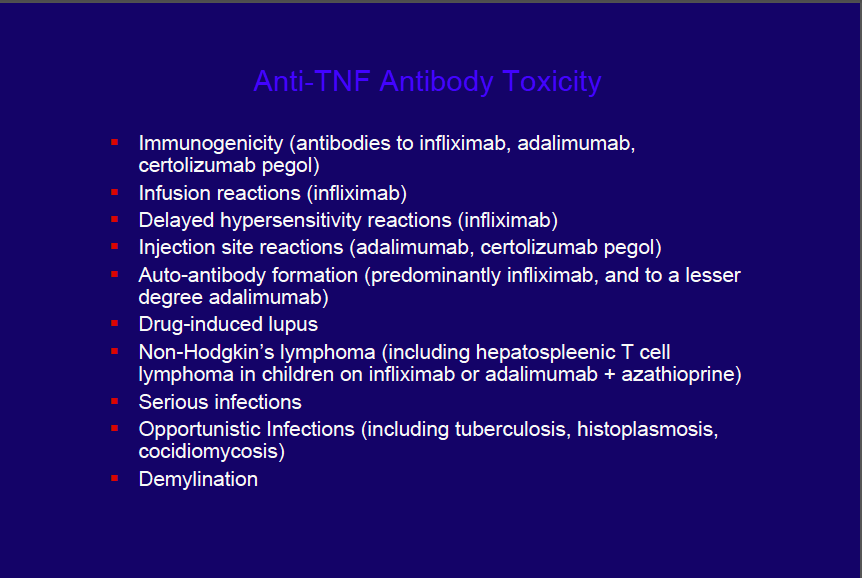 Anti-TNF Antibody Toxicity
Immunogenicity (antibodies to infliximab, adalimumab,
certolizumab pegol)
Infusion reactions (infliximab)
Delayed hypersensitivity reactions (infliximab)
Injection site reactions (adalimumab, certolizumab pegol)
Auto-antibody formation (predominantly infliximab, and to a lesser
degree adalimumab)
Drug-induced lupus
Non-Hodgkin’s lymphoma (including hepatospleenic T cell
lymphoma in children on infliximab or adalimumab + azathioprine)
Serious infections
Opportunistic Infections (including tuberculosis, histoplasmosis,
cocidiomycosis)
Demylination